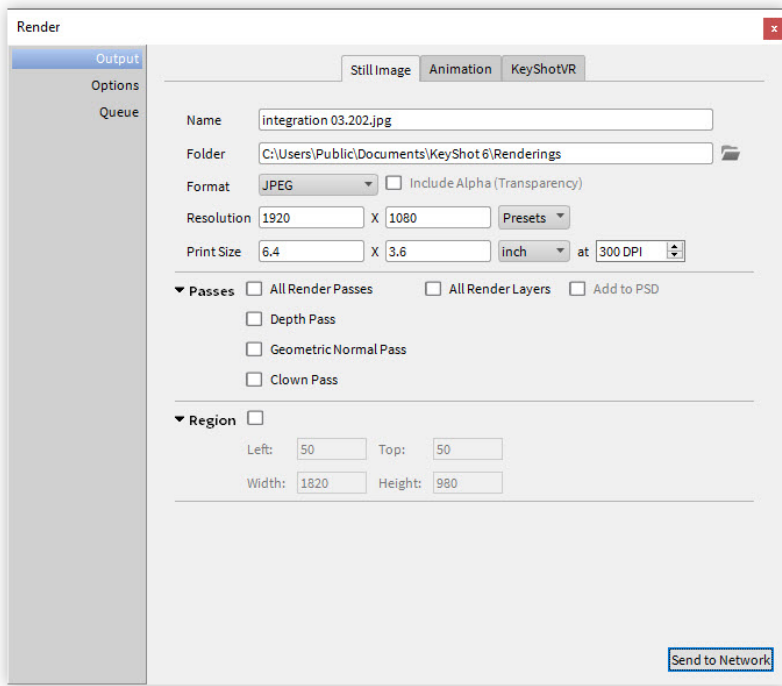 Render
x
Output
Options
Queue
Still Image Animation KeyShotVR
Name integration 03.202.jpg
Folder C:\Users\Public\Documents\KeyShot 6\Renderings
Format JPEG Include Alpha (Transparency)
Resolution 1920 X 1080 Presets
Print Size 6.4 X 3.6 inch at 300 DPI
Passes All Render Passes All Render Layers Add to PSD
Depth Pass
Geometric Normal Pass
Clown Pass
Region
Left: 50 Top: 50
Width: 1820 Height: 980
Send to Network